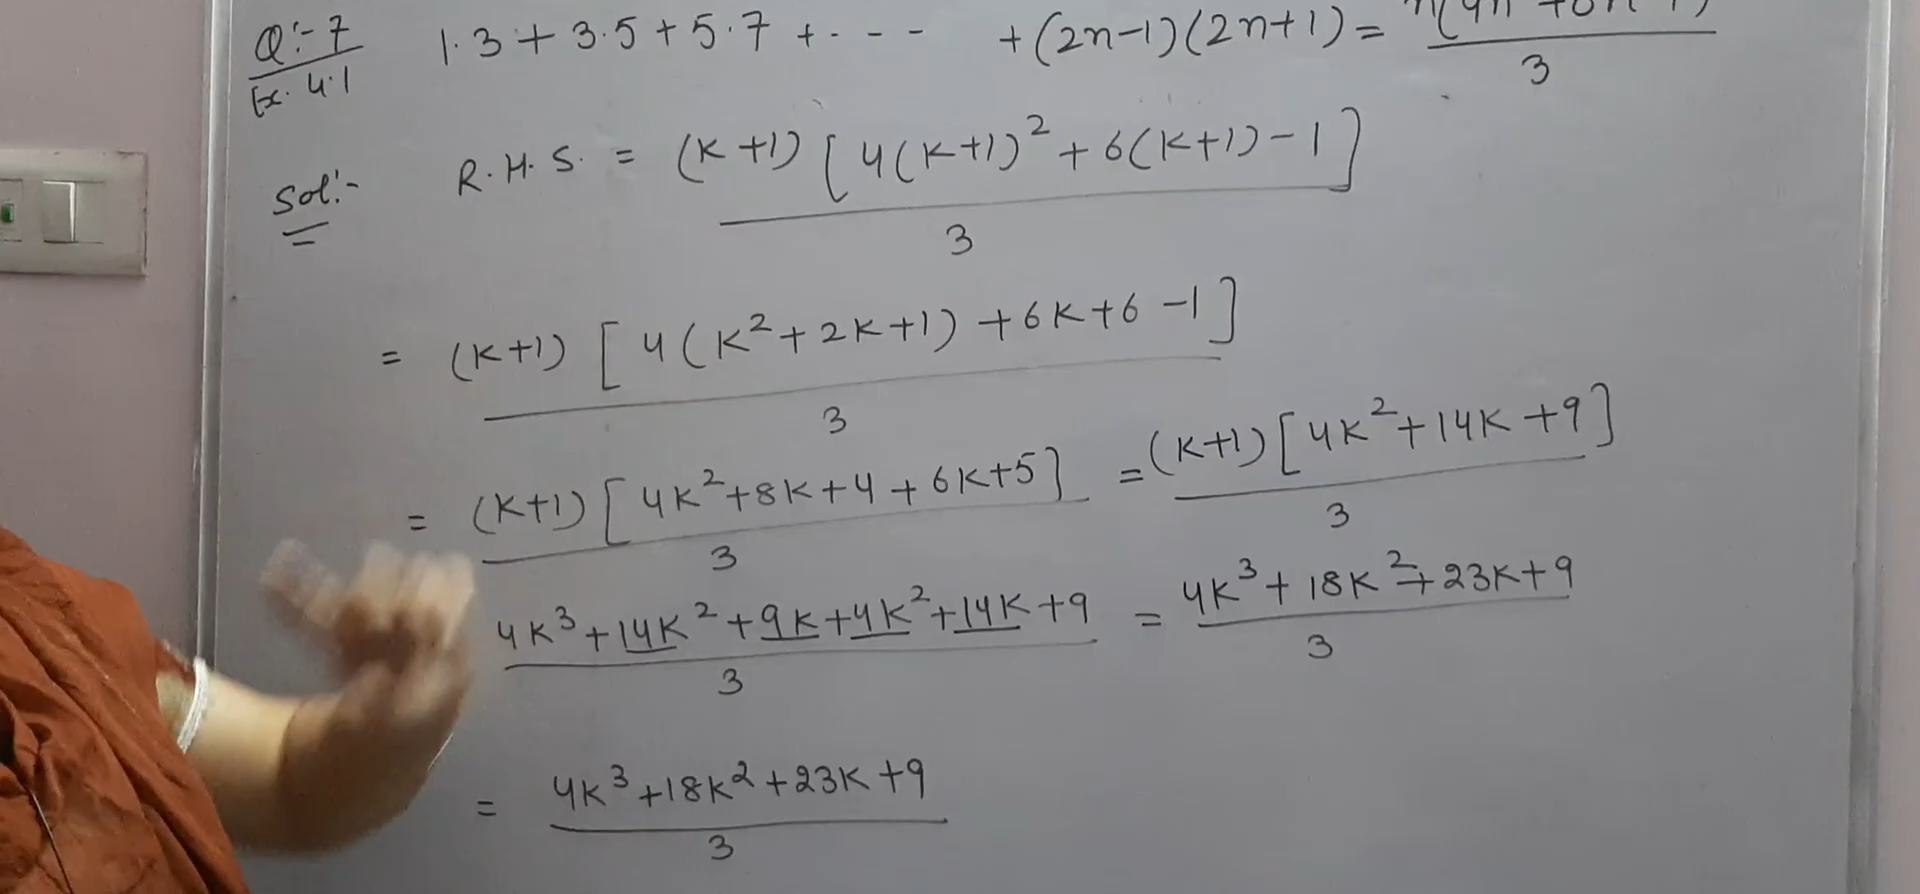 Q:- 7 1.3 + 3.5 + 5.7 + - - - + (2n-1)(2n+1) = n(4n²+6n-1)/3
Ex. 4.1
Sol:- R.H.S. = (k+1)[4(k+1)²+6(k+1)-1]/3
= (k+1)[4(k²+2k+1)+6k+6-1]/3
= (k+1)[4k²+8k+4+6k+5]/3 = (k+1)[4k²+14k+9]/3
4k³+14k²+9k+4k²+14k+9/3 = 4k³+18k²+23k+9/3
= 4k³+18k²+23k+9/3